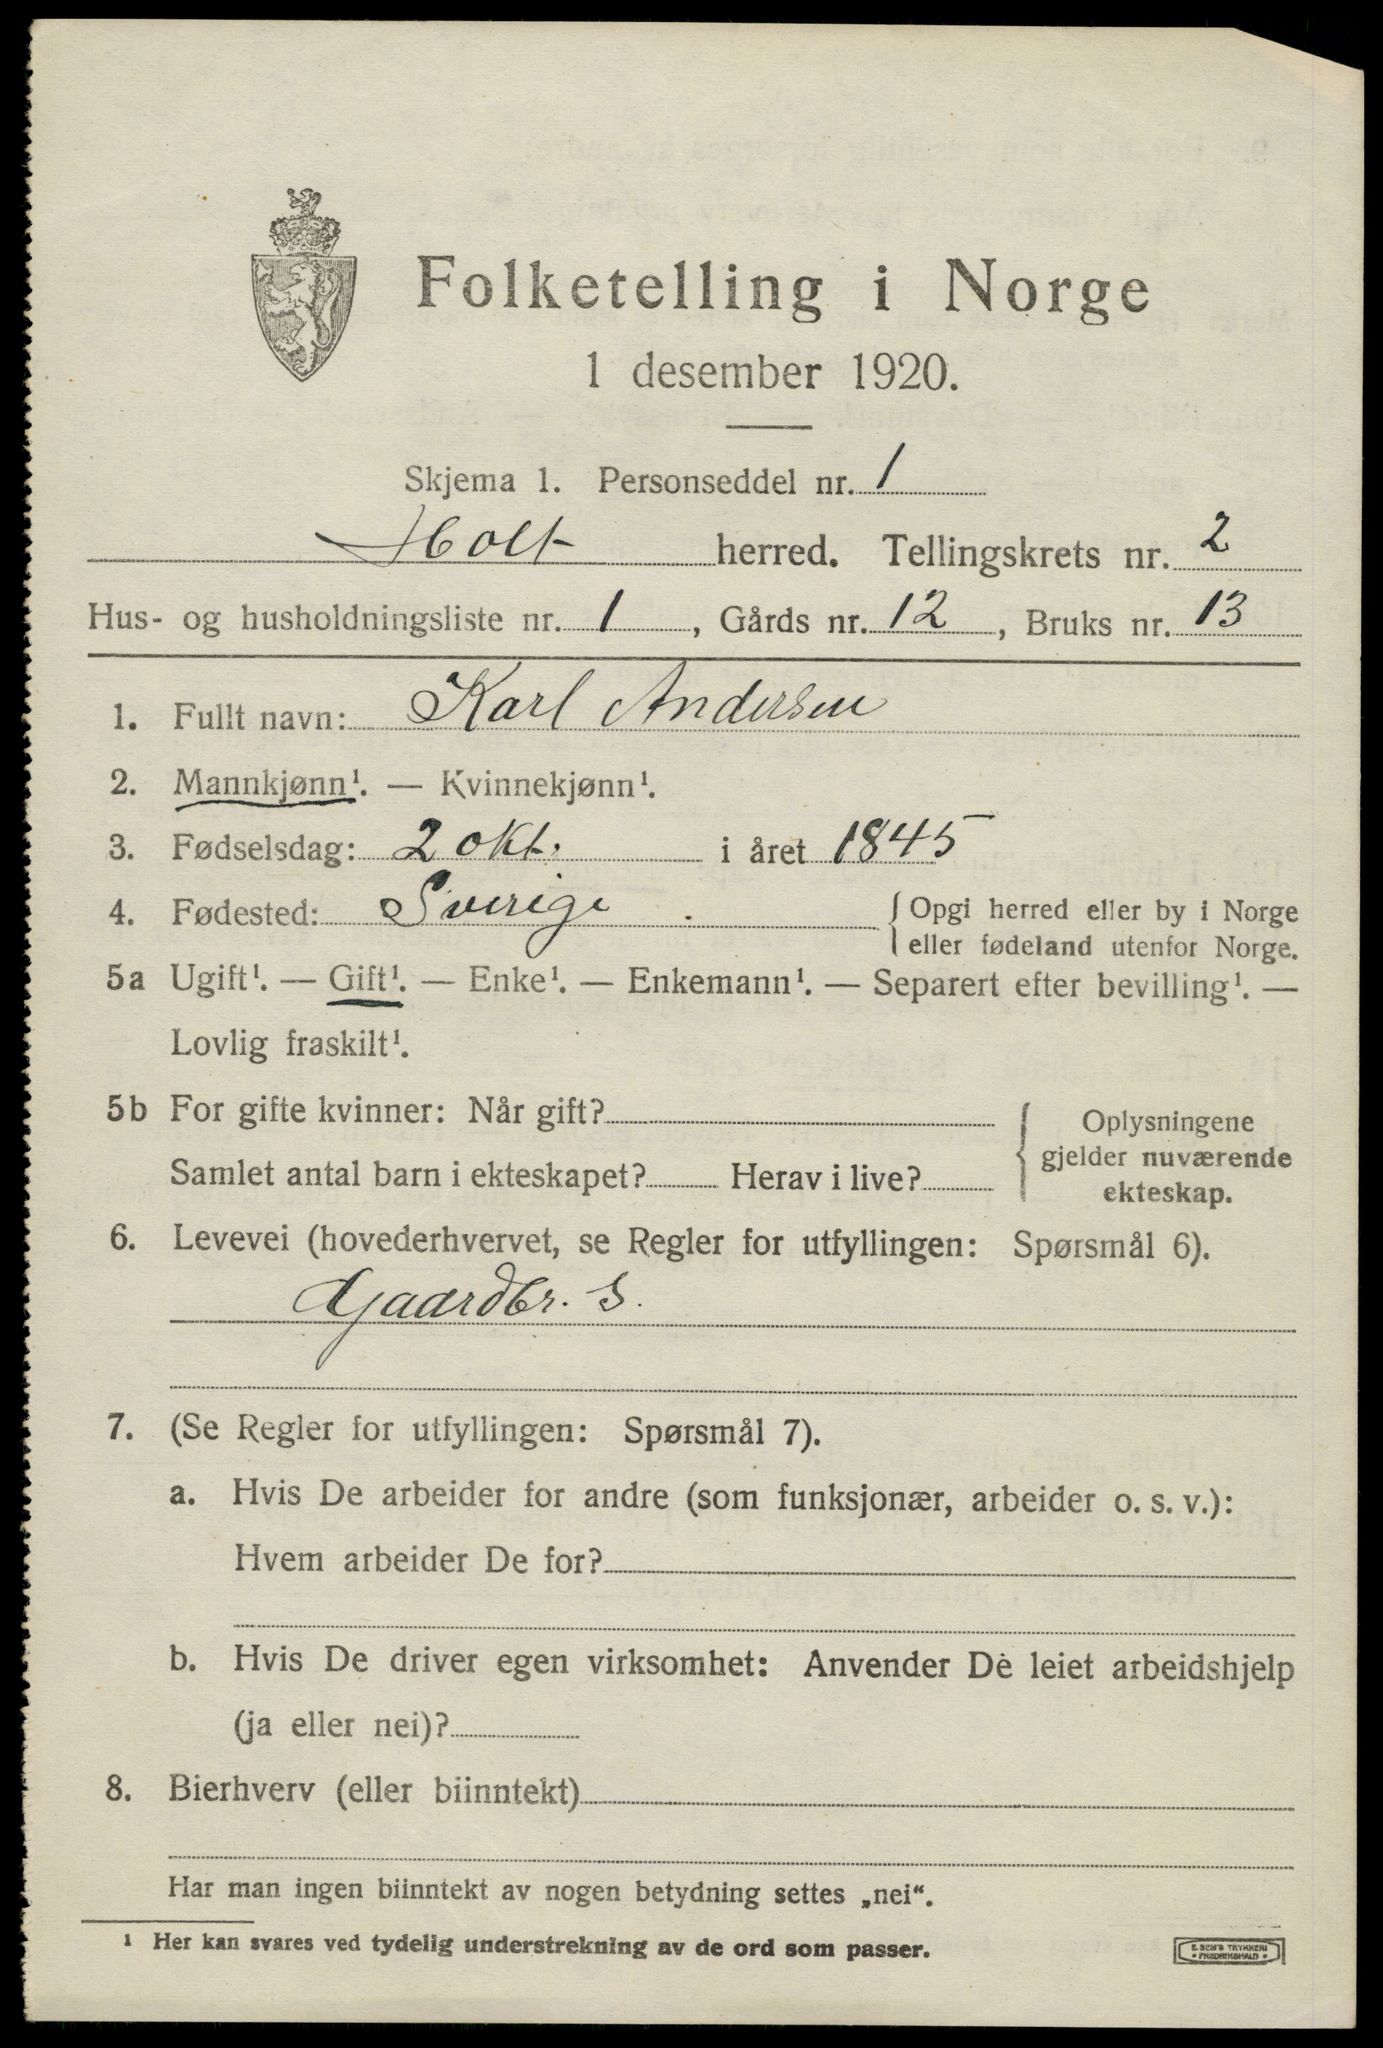 Folketelling i Norge
1 desember 1920.
Skjema 1. Personseddel nr. 1
Holt herred. Tellingskrets nr. 2
Hus- og husholdningsliste nr. 1, Gårds nr. 12, Bruks nr. 13
1. Fullt navn: Karl Andersen
2. Mannkjønn¹. — Kvinnekjønn¹.
3. Fødselsdag: 2 okt. i året 1845
4. Fødested: Sverige { Opgi herred eller by i Norge
eller fødeland utenfor Norge.
5a Ugift¹. — Gift¹. — Enke¹. — Enkemann¹. — Separert efter bevilling¹. —
Lovlig fraskilt¹.
5b For gifte kvinner: Når gift?
Samlet antal barn i ekteskapet? Herav i live?
{ Oplysningene
gjelder nuværende
ekteskap.
6. Levevei (hovederhvervet, se Regler for utfyllingen: Spørsmål 6).
Gaardbr. S.
7. (Se Regler for utfyllingen: Spørsmål 7).
a. Hvis De arbeider for andre (som funksjonær, arbeider o. s. v.):
Hvem arbeider De for?
b. Hvis De driver egen virksomhet: Anvender De leiet arbeidshjelp
(ja eller nei)?
8. Bierhverv (eller biinntekt)
Har man ingen biinntekt av nogen betydning settes „nei“.
¹ Her kan svares ved tydelig understrekning av de ord som passer.
E. SEM'S TRYKKERI
• FREDRIKSHALD •